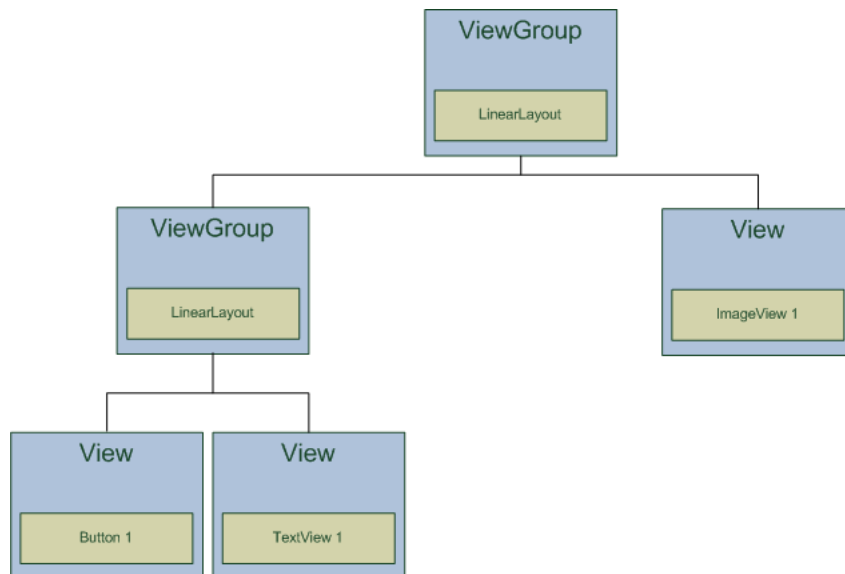 ViewGroup
LinearLayout
ViewGroup
LinearLayout
View
ImageView 1
View
Button 1
View
TextView 1